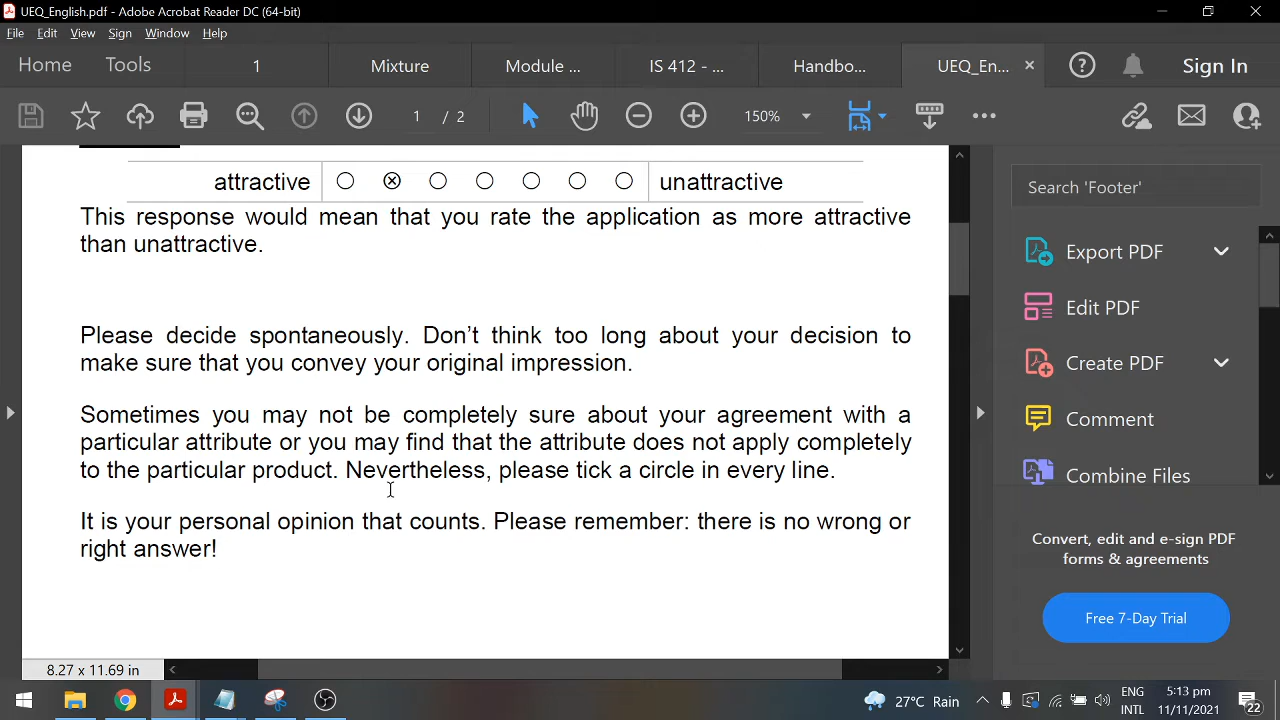 UEQ_English.pdf - Adobe Acrobat Reader DC (64-bit)
File Edit View Sign Window Help
Home Tools 1 Mixture Module ... IS 412 - ... Handbo... UEQ_En... × Sign In
1 / 2 150%
attractive unattractive
This response would mean that you rate the application as more attractive
than unattractive.
Please decide spontaneously. Don't think too long about your decision to
make sure that you convey your original impression.
Sometimes you may not be completely sure about your agreement with a
particular attribute or you may find that the attribute does not apply completely
to the particular product. Nevertheless, please tick a circle in every line.
It is your personal opinion that counts. Please remember: there is no wrong or
right answer!
8.27 x 11.69 in
Search 'Footer'
Export PDF
Edit PDF
Create PDF
Comment
Combine Files
Convert, edit and e-sign PDF
forms & agreements
Free 7-Day Trial
27°C Rain
ENG
INTL
5:13 pm
11/11/2021
22